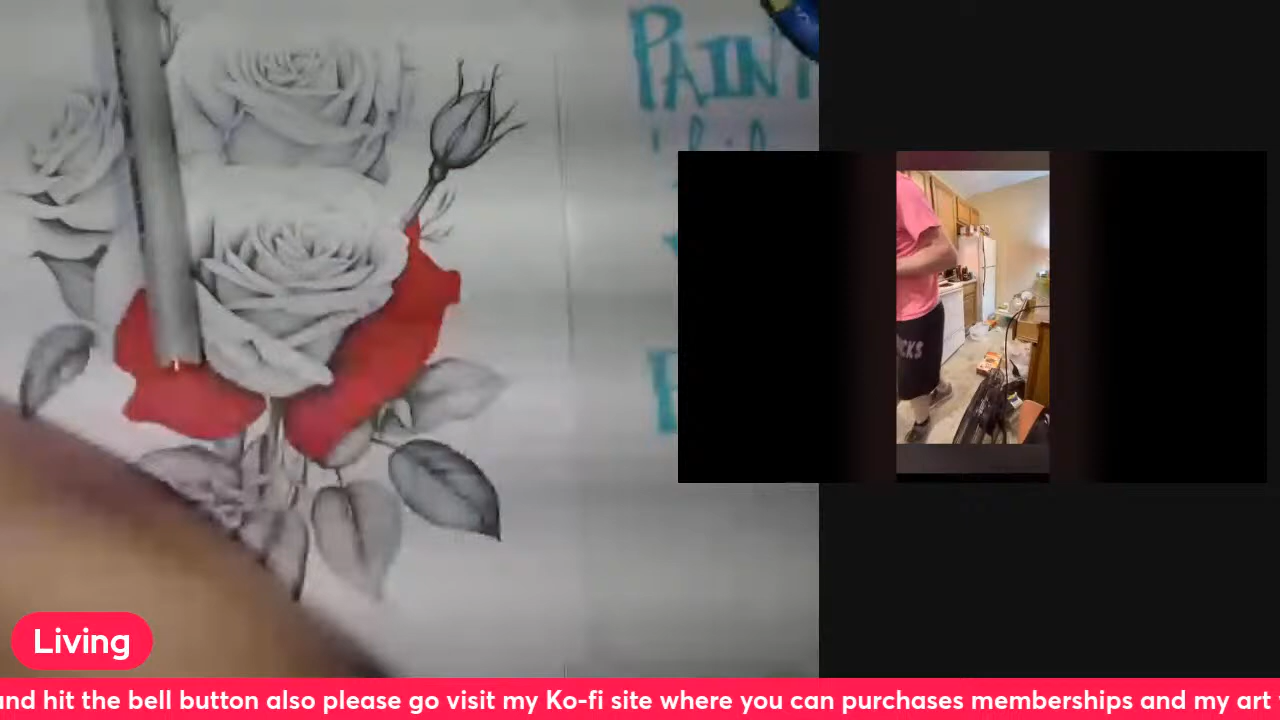 PAINT
Living
and hit the bell button also please go visit my Ko-fi site where you can purchases memberships and my art